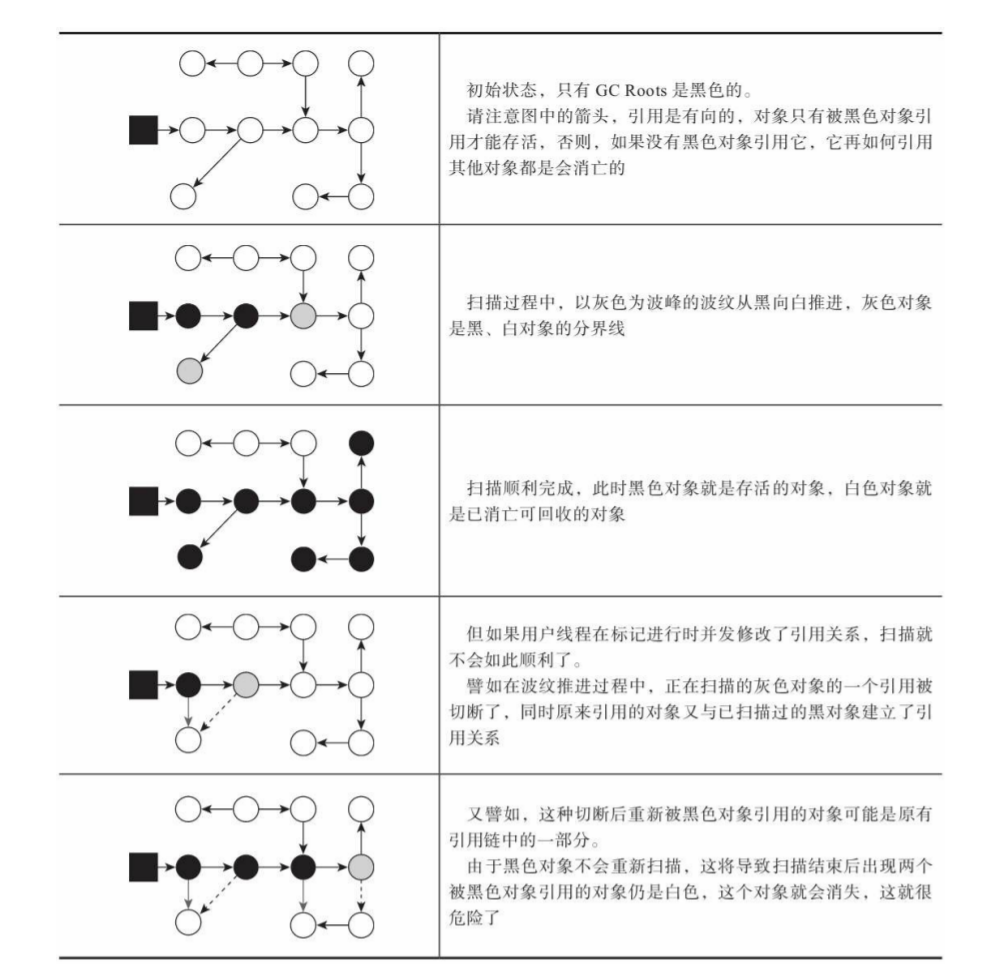 初始状态，只有 GC Roots 是黑色的。
请注意图中的箭头，引用是有向的，对象只有被黑色对象引
用才能存活，否则，如果没有黑色对象引用它，它再如何引用
其他对象都是会消亡的
扫描过程中，以灰色为波峰的波纹从黑向白推进，灰色对象
是黑、白对象的分界线
扫描顺利完成，此时黑色对象就是存活的对象，白色对象就
是已消亡可回收的对象
但如果用户线程在标记进行时并发修改了引用关系，扫描就
不会如此顺利了。
譬如在波纹推进过程中，正在扫描的灰色对象的一个引用被
切断了，同时原来引用的对象又与已扫描过的黑对象建立了引
用关系
又譬如，这种切断后重新被黑色对象引用的对象可能是原有
引用链中的一部分。
由于黑色对象不会重新扫描，这将导致扫描结束后出现两个
被黑色对象引用的对象仍是白色，这个对象就会消失，这就很
危险了